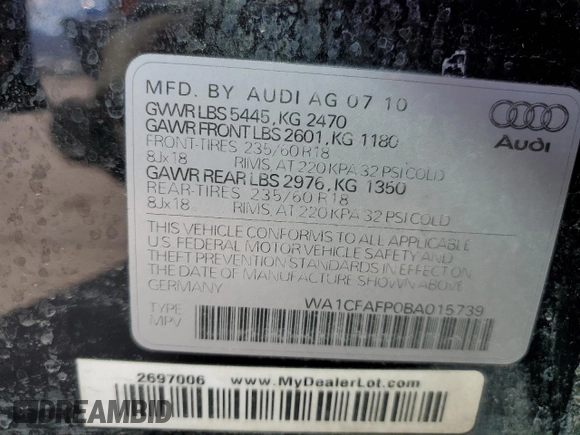 MFD. BY AUDI AG 07 10
GVWR LBS 5445, KG 2470
GAWR FRONT LBS 2601, KG 1180
FRONT-TIRES 235/60 R18
8Jx18 RIMS, AT 220 KPA 32 PSI COLD
GAWR REAR LBS 2976, KG 1350
REAR-TIRES 235/60 R18
8Jx18 RIMS, AT 220 KPA 32 PSI COLD
Audi
THIS VEHICLE CONFORMS TO ALL APPLICABLE
U.S. FEDERAL MOTOR VEHICLE SAFETY AND
THEFT PREVENTION STANDARDS IN EFFECT ON
THE DATE OF MANUFACTURE SHOWN ABOVE
GERMANY
WA1CFAFP0BA015739
TYPE
MPV
2697006 www.MyDealerLot.com
DREAMBID